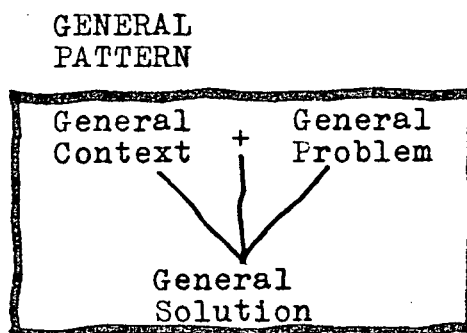 GENERAL
PATTERN
General + General
Context Problem
General
Solution